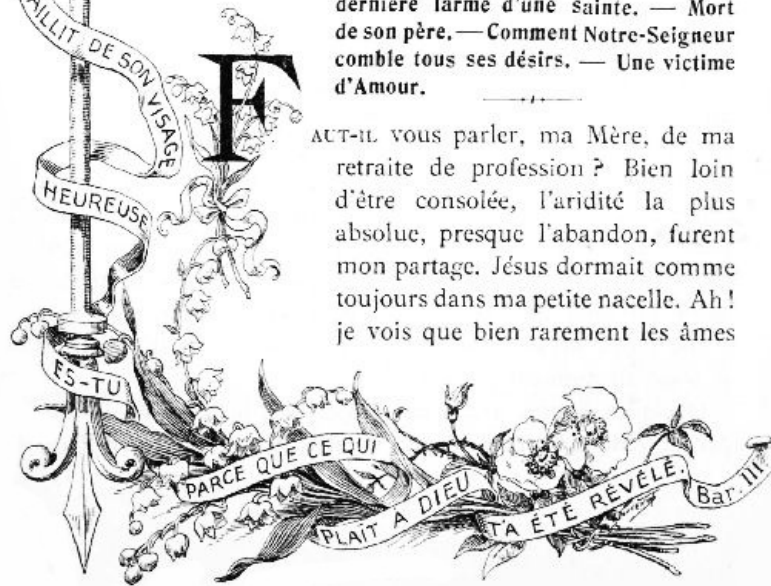 dernière larme d'une sainte. — Mort
de son père. — Comment Notre-Seigneur
comble tous ses désirs. — Une victime
d'Amour.
FAUT-IL vous parler, ma Mère, de ma
retraite de profession ? Bien loin
d'être consolée, l'aridité la plus
absolue, presque l'abandon, furent
mon partage. Jésus dormait comme
toujours dans ma petite nacelle. Ah !
je vois que bien rarement les âmes
DE SON VISAGE
HEUREUSE
ES-TU
PARCE QUE CE QUI
PLAIT A DIEU
T'A ÉTÉ RÉVÉLÉ.
Bar. III